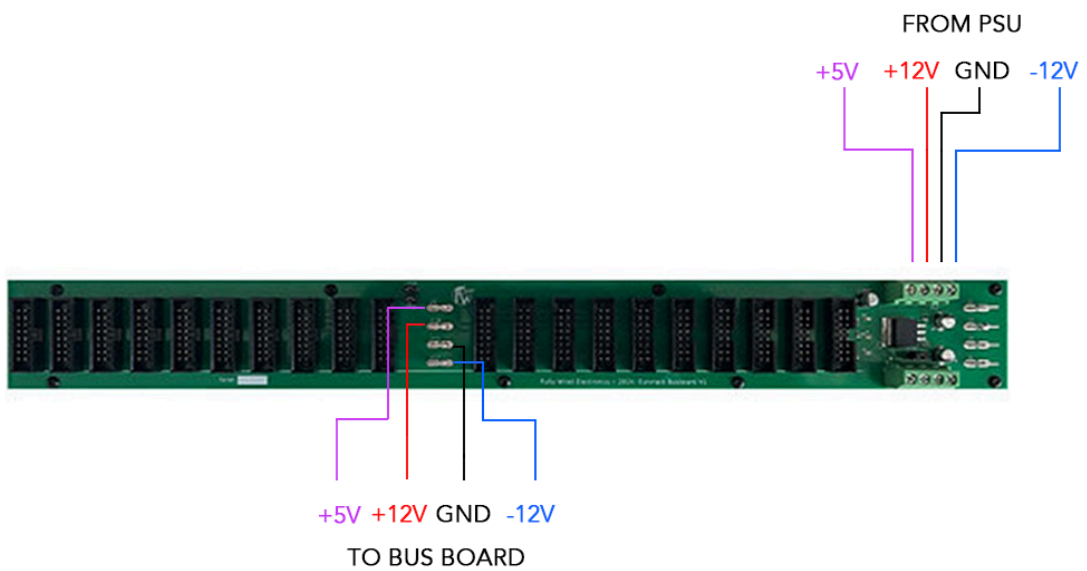 FROM PSU
+5V +12V GND -12V
+5V +12V GND -12V
TO BUS BOARD